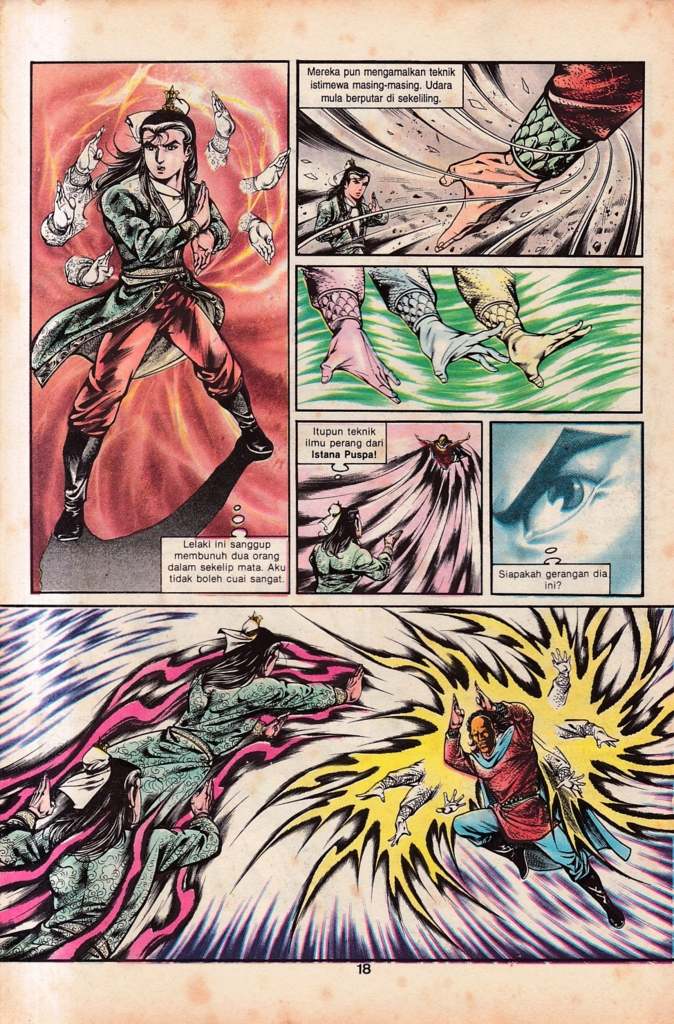 Mereka pun mengamalkan teknik
istimewa masing-masing. Udara
mula berputar di sekeliling.
Lelaki ini sanggup
membunuh dua orang
dalam sekelip mata. Aku
tidak boleh cuai sangat.
Itupun teknik
ilmu perang dari
Istana Puspa!
Siapakah gerangan dia
ini?
18